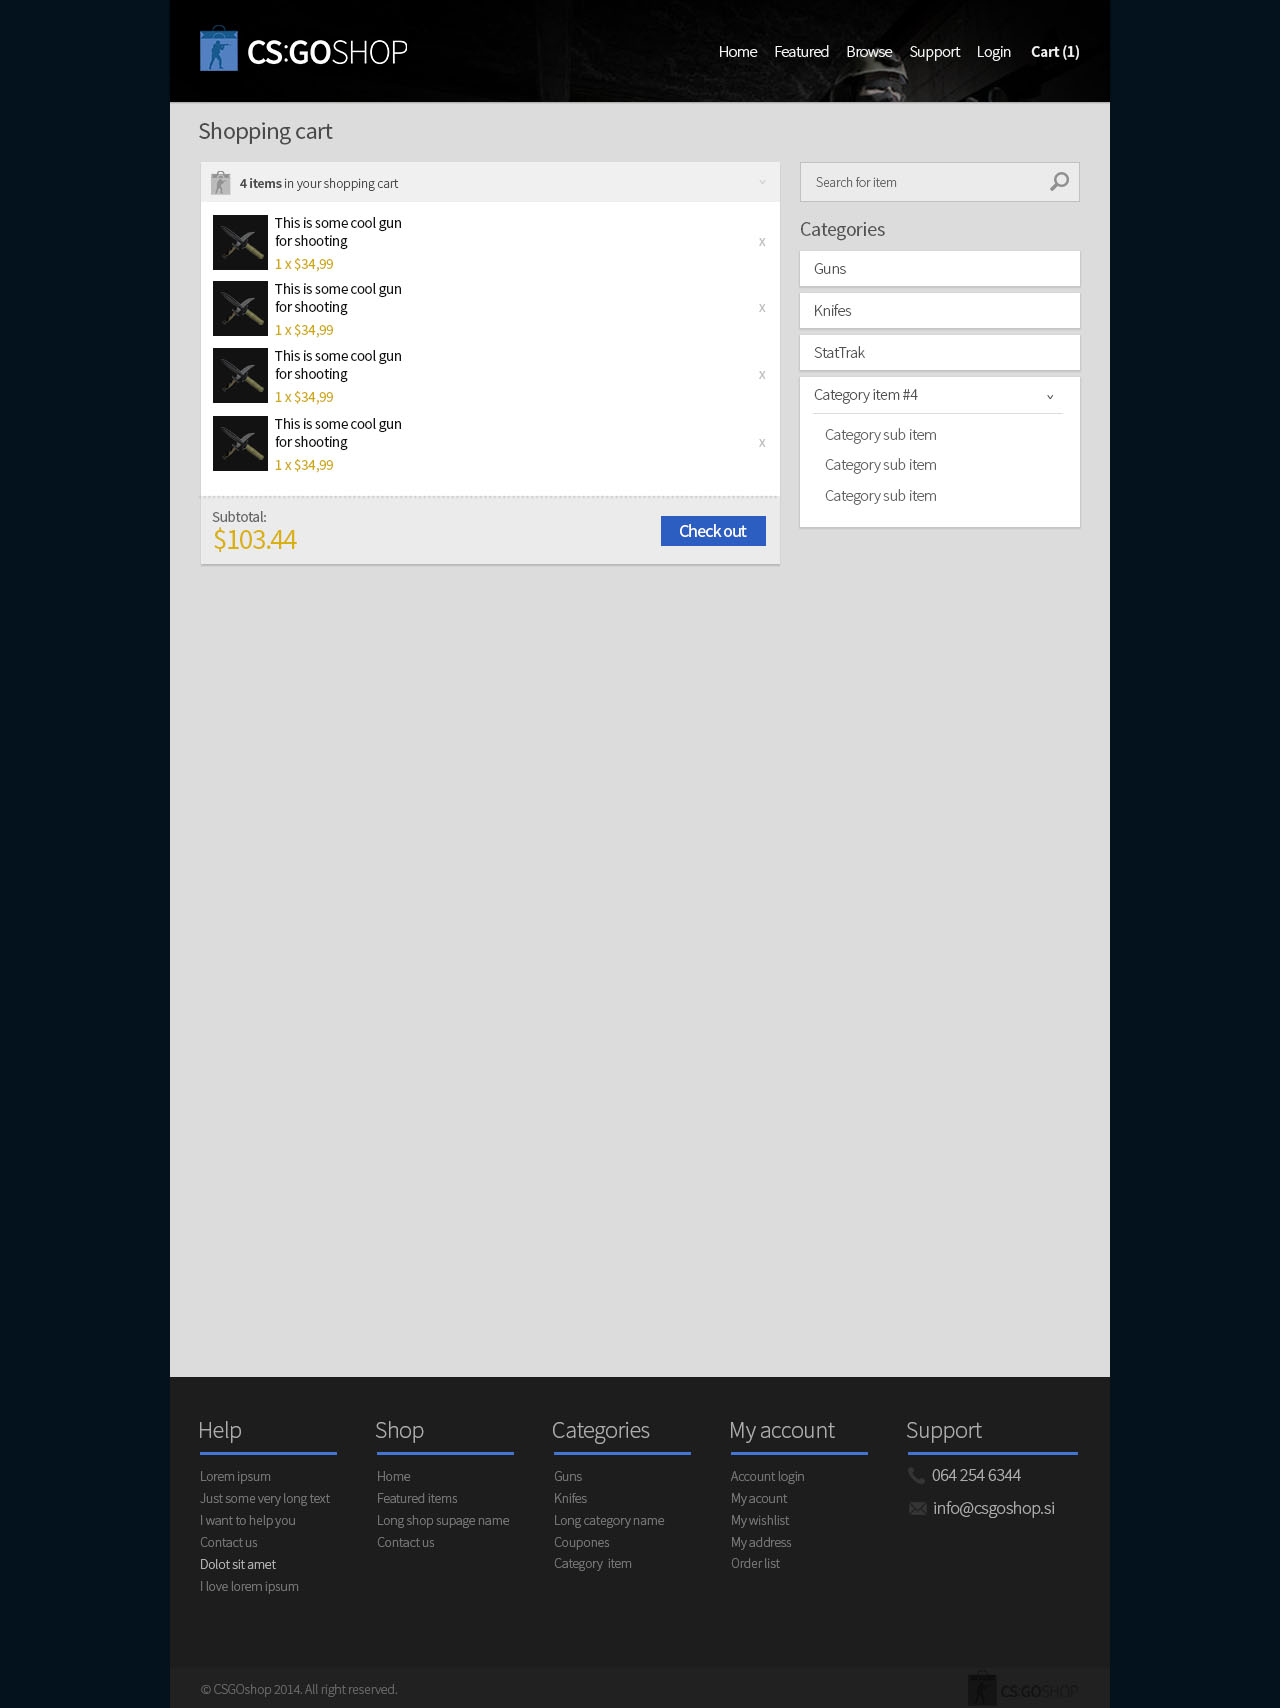 CS:GOSHOP
Home Featured Browse Support Login Cart (1)
Shopping cart
4 items in your shopping cart
This is some cool gun
for shooting
x
1 x $34,99
This is some cool gun
for shooting
x
1 x $34,99
This is some cool gun
for shooting
x
1 x $34,99
This is some cool gun
for shooting
x
1 x $34,99
Subtotal:
$103.44
Check out
Search for item
Categories
Guns
Knifes
StatTrak
Category item #4
Category sub item
Category sub item
Category sub item
Help
Lorem ipsum
Just some very long text
I want to help you
Contact us
Dolot sit amet
I love lorem ipsum
Shop
Home
Featured items
Long shop supage name
Contact us
Categories
Guns
Knifes
Long category name
Coupones
Category item
My account
Account login
My acount
My wishlist
My address
Order list
Support
064 254 6344
info@csgoshop.si
© CSGOshop 2014. All right reserved.
CS:GOSHOP